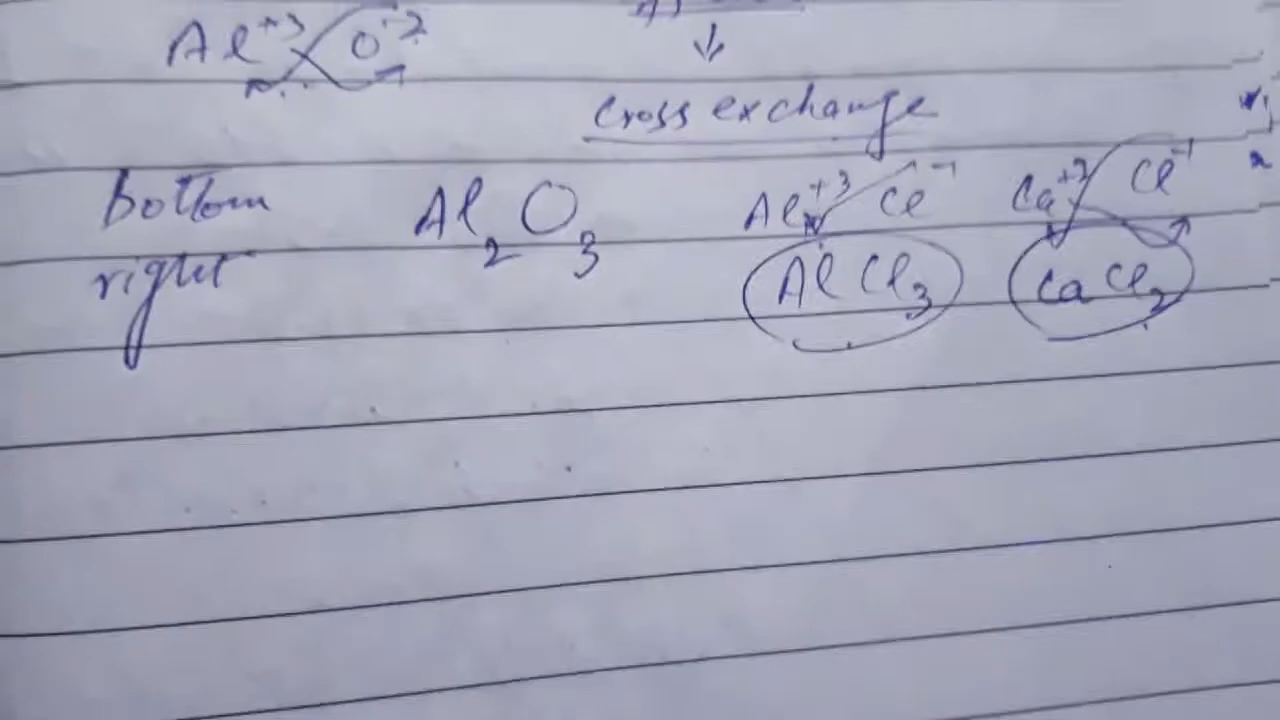 Al+3 O-2
Cross exchange
bottom right
Al2O3
Al+3 Cl-1
AlCl3
Ca+2 Cl-1
CaCl2